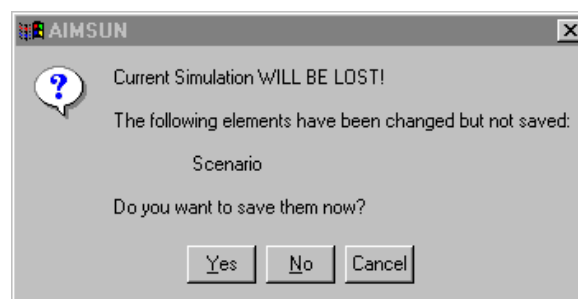 AIMSUN
Current Simulation WILL BE LOST!
The following elements have been changed but not saved:
Scenario
Do you want to save them now?
Yes No Cancel